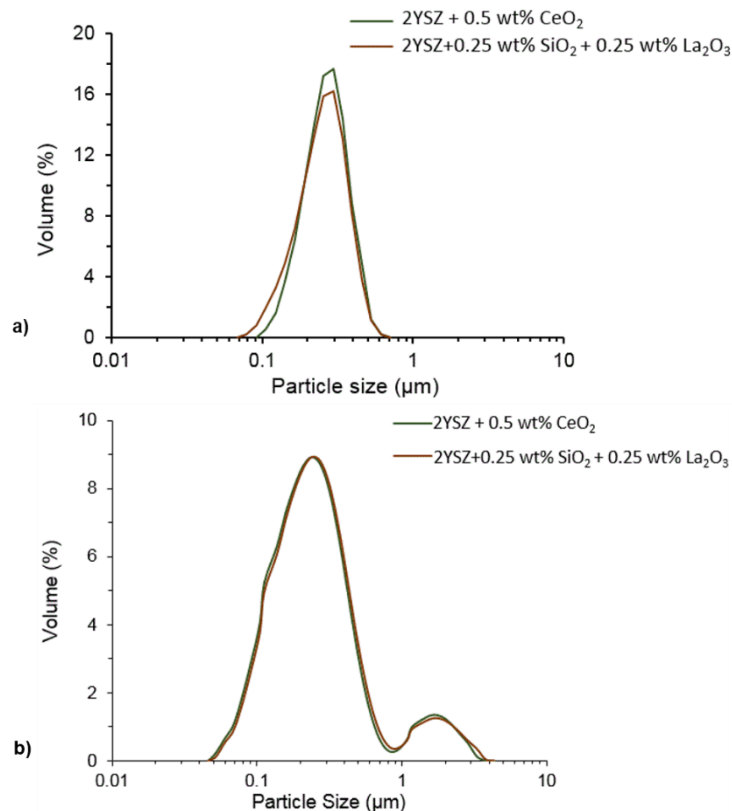 2YSZ + 0.5 wt% CeO₂
2YSZ+0.25 wt% SiO₂ + 0.25 wt% La₂O₃
20
16
12
8
4
0
Volume (%)
a)
0.01
0.1
1
10
Particle size (µm)
2YSZ + 0.5 wt% CeO₂
2YSZ+0.25 wt% SiO₂ + 0.25 wt% La₂O₃
10
8
6
4
2
0
Volume (%)
b)
0.01
0.1
1
10
Particle Size (µm)